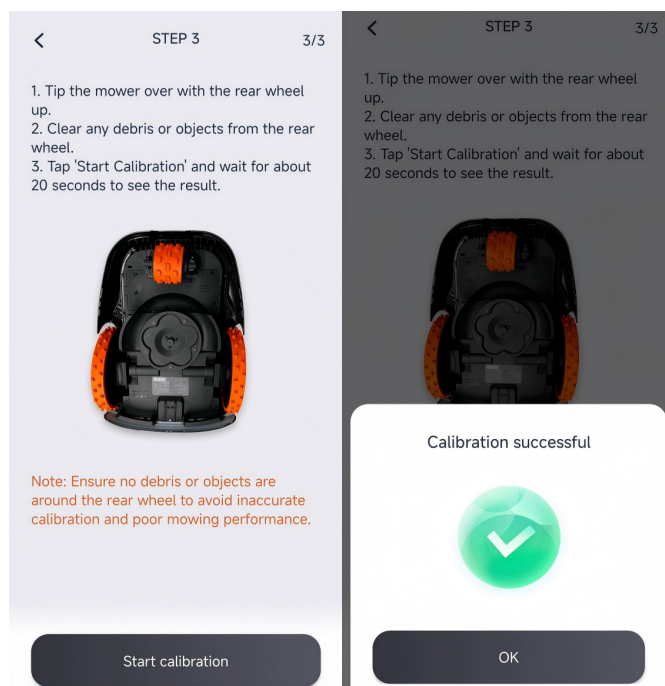 STEP 3
3/3
1. Tip the mower over with the rear wheel
up.
2. Clear any debris or objects from the rear
wheel.
3. Tap 'Start Calibration' and wait for about
20 seconds to see the result.
Note: Ensure no debris or objects are
around the rear wheel to avoid inaccurate
calibration and poor mowing performance.
Start calibration
STEP 3
3/3
1. Tip the mower over with the rear wheel
up.
2. Clear any debris or objects from the rear
wheel.
3. Tap 'Start Calibration' and wait for about
20 seconds to see the result.
Calibration successful
OK